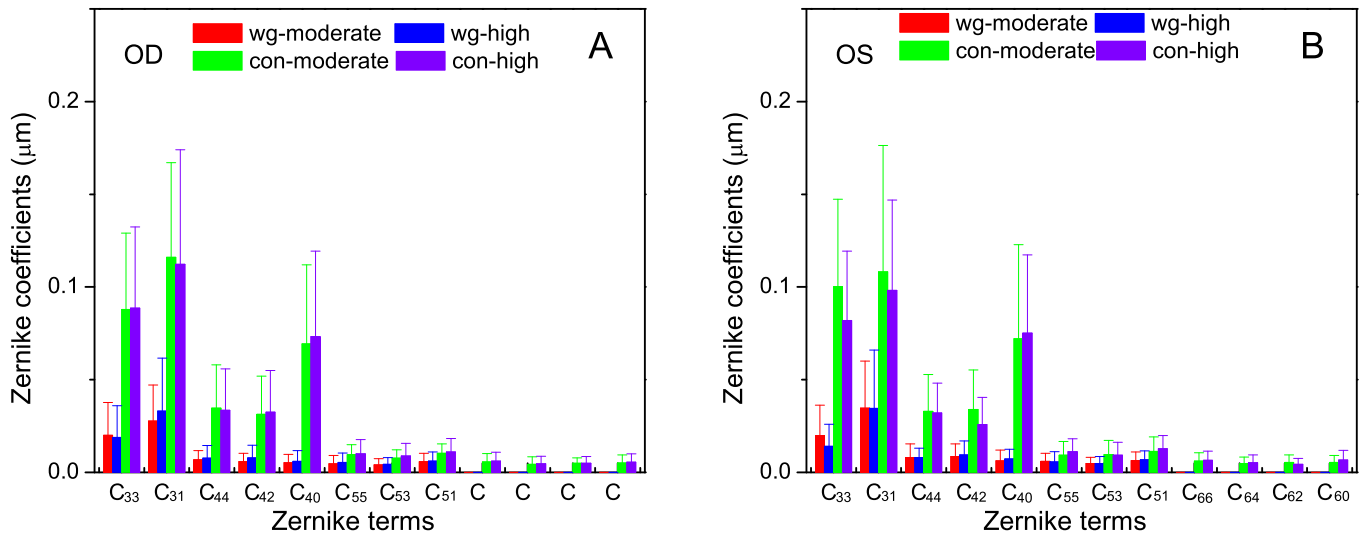 OD
wg-moderate wg-high
con-moderate con-high
A
Zernike coefficients (μm)
0.2
0.1
0.0
C33 C31 C44 C42 C40 C55 C53 C51 C C C C
Zernike terms
OS
wg-moderate wg-high
con-moderate con-high
B
Zernike coefficients (μm)
0.2
0.1
0.0
C33 C31 C44 C42 C40 C55 C53 C51 C66 C64 C62 C60
Zernike terms